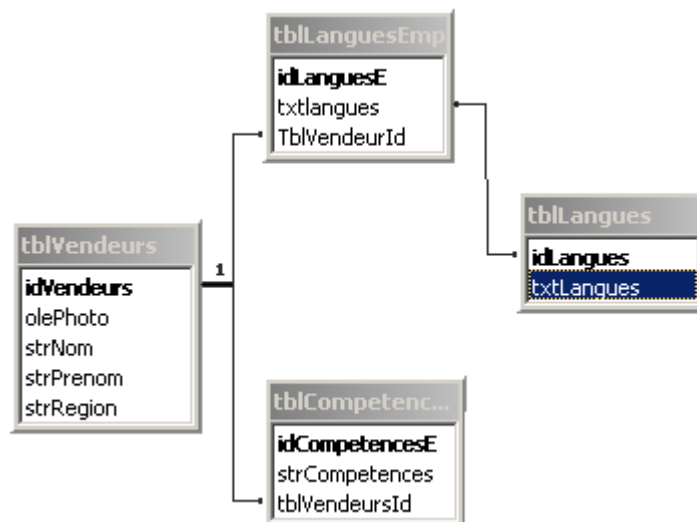 tblLanguesEmp
idLanguesE
txtlangues
TblVendeurId
tblLangues
idLangues
txtLangues
tblVendeurs
idVendeurs
olePhoto
strNom
strPrenom
strRegion
1
tblCompetenc...
idCompetencesE
strCompetences
tblVendeursId